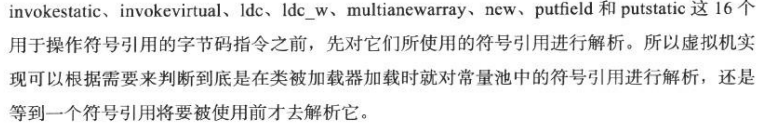 invokestatic、invokevirtual、ldc、ldc_w、multianewarray、new、putfield 和 putstatic 这 16 个
用于操作符号引用的字节码指令之前，先对它们所使用的符号引用进行解析。所以虚拟机实
现可以根据需要来判断到底是在类被加载器加载时就对常量池中的符号引用进行解析，还是
等到一个符号引用将要被使用前才去解析它。